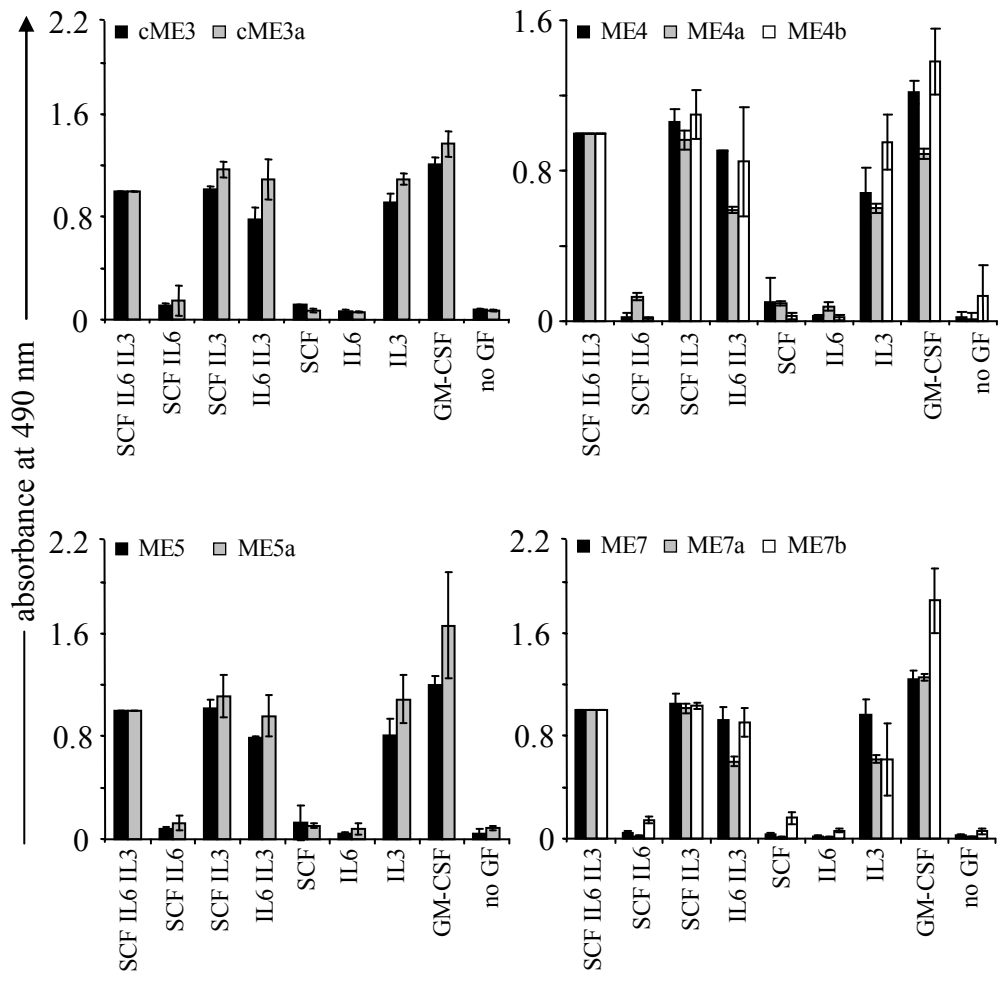 absorbance at 490 nm
2.2
1.6
0.8
0
cME3 cME3a
SCF IL6 IL3
SCF IL6
SCF IL3
IL6 IL3
SCF
IL6
IL3
GM-CSF
no GF
1.6
0.8
0
ME4 ME4a ME4b
SCF IL6 IL3
SCF IL6
SCF IL3
IL6 IL3
SCF
IL6
IL3
GM-CSF
no GF
2.2
1.6
0.8
0
ME5 ME5a
SCF IL6 IL3
SCF IL6
SCF IL3
IL6 IL3
SCF
IL6
IL3
GM-CSF
no GF
2.2
1.6
0.8
0
ME7 ME7a ME7b
SCF IL6 IL3
SCF IL6
SCF IL3
IL6 IL3
SCF
IL6
IL3
GM-CSF
no GF